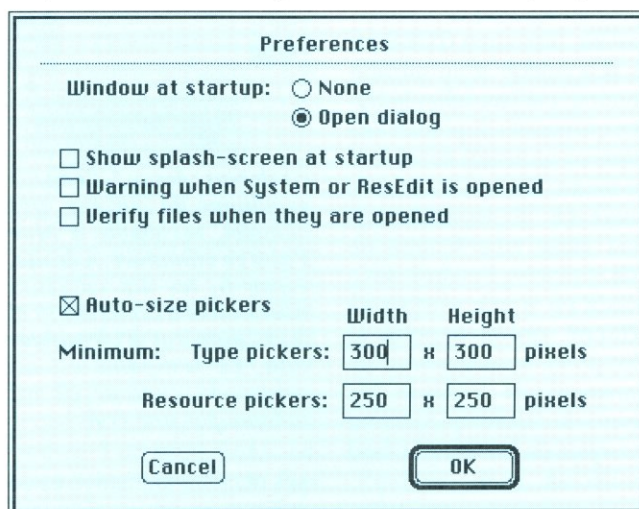 Preferences
Window at startup: None
Open dialog
Show splash-screen at startup
Warning when System or ResEdit is opened
Verify files when they are opened
Auto-size pickers
Width Height
Minimum: Type pickers: 300 x 300 pixels
Resource pickers: 250 x 250 pixels
Cancel OK